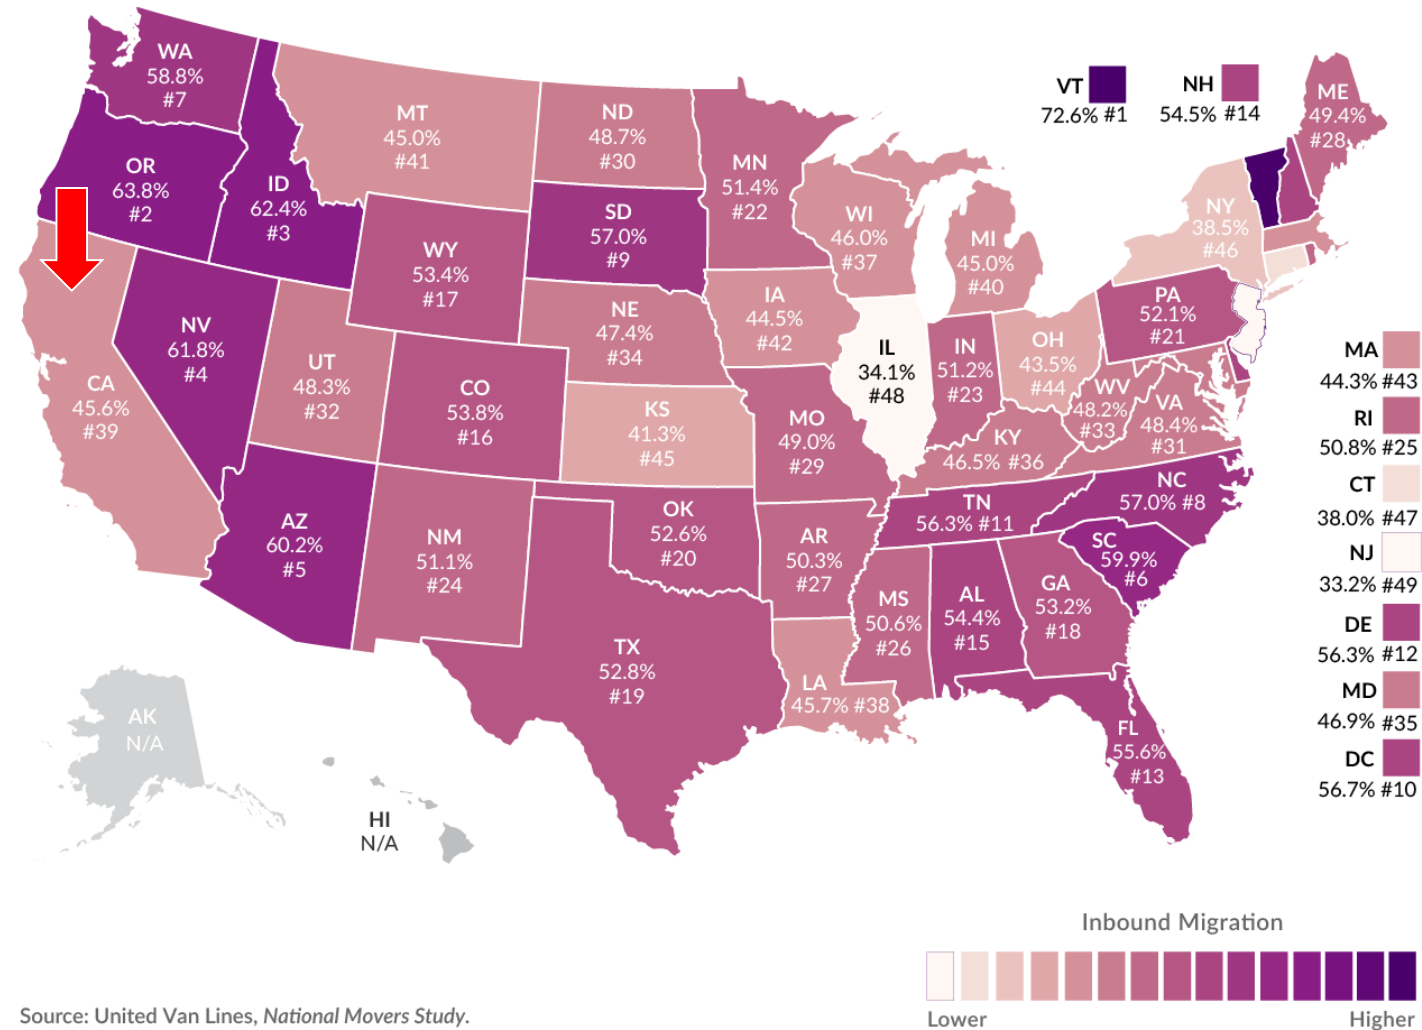 WA
58.8%
#7
OR
63.8%
#2
ID
62.4%
#3
MT
45.0%
#41
ND
48.7%
#30
MN
51.4%
#22
SD
57.0%
#9
WY
53.4%
#17
WI
46.0%
#37
MI
45.0%
#40
VT
72.6% #1
NH
54.5% #14
ME
49.4%
#28
NY
38.5%
#46
CA
45.6%
#39
NV
61.8%
#4
UT
48.3%
#32
CO
53.8%
#16
NE
47.4%
#34
KS
41.3%
#45
IA
44.5%
#42
MO
49.0%
#29
IL
34.1%
#48
IN
51.2%
#23
OH
43.5%
#44
PA
52.1%
#21
WV
48.2%
#33
VA
48.4%
#31
KY
46.5% #36
TN
56.3% #11
NC
57.0% #8
SC
59.9%
#6
AZ
60.2%
#5
NM
51.1%
#24
OK
52.6%
#20
TX
52.8%
#19
AR
50.3%
#27
LA
45.7% #38
MS
50.6%
#26
AL
54.4%
#15
GA
53.2%
#18
FL
55.6%
#13
MA
44.3% #43
RI
50.8% #25
CT
38.0% #47
NJ
33.2% #49
DE
56.3% #12
MD
46.9% #35
DC
56.7% #10
AK
N/A
HI
N/A
Inbound Migration
Lower Higher
Source: United Van Lines, National Movers Study.